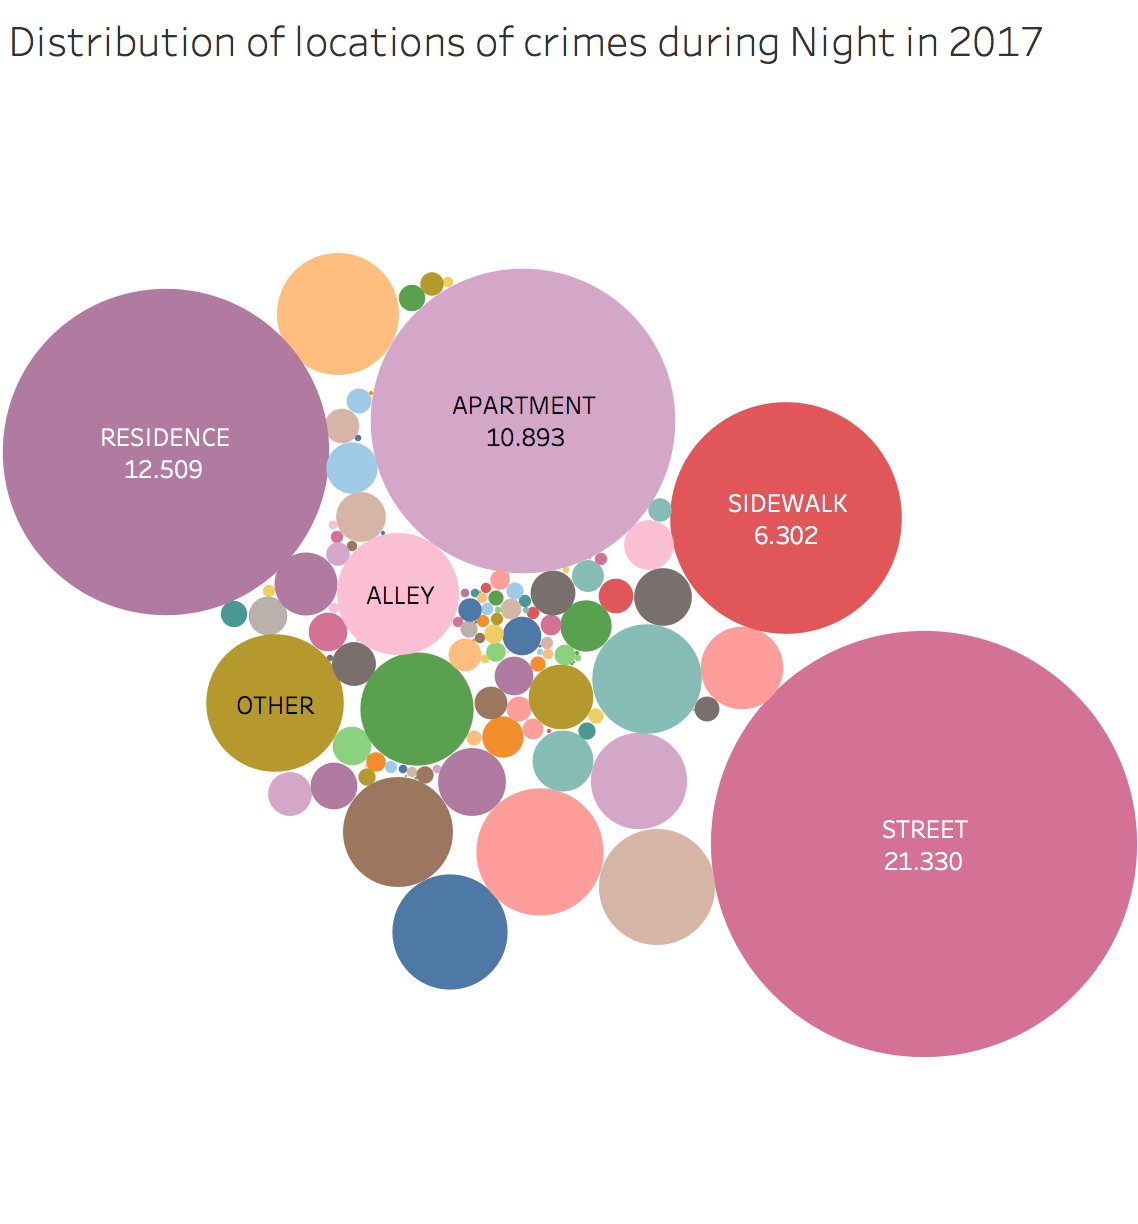 Distribution of locations of crimes during Night in 2017
RESIDENCE
12.509
APARTMENT
10.893
SIDEWALK
6.302
ALLEY
OTHER
STREET
21.330